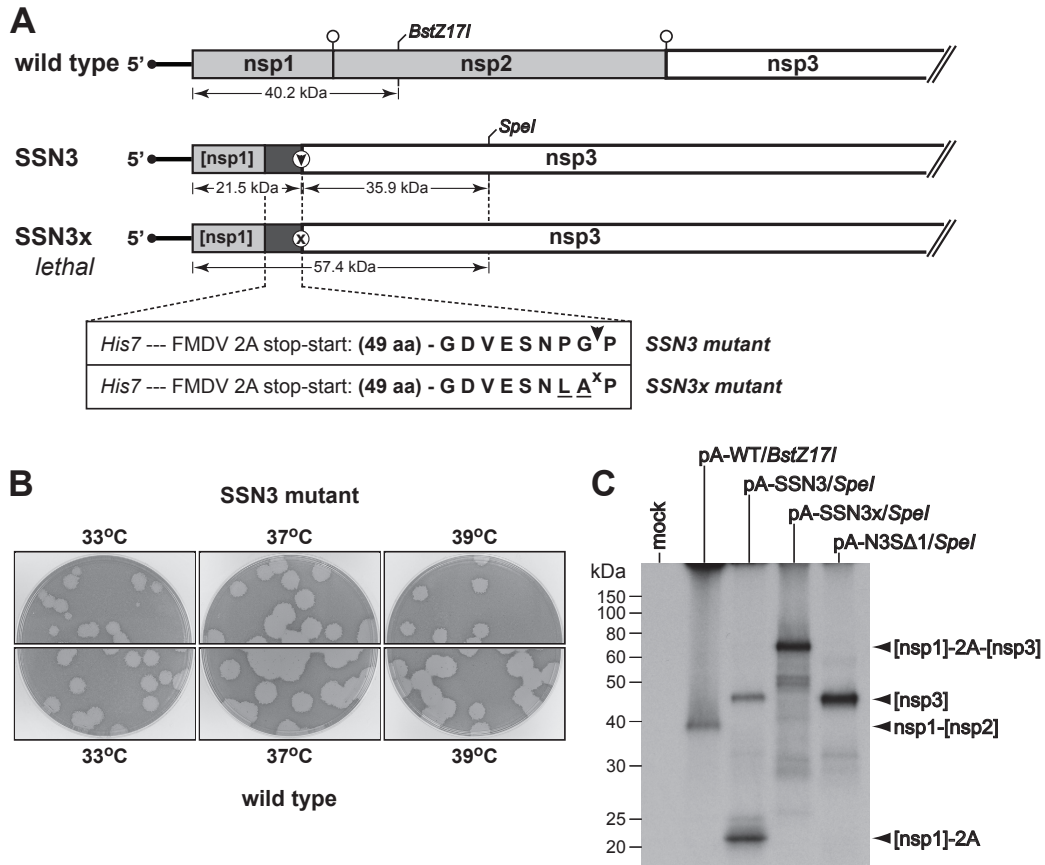 A
BstZ17I
wild type 5’ nsp1 nsp2 nsp3
40.2 kDa
SpeI
SSN3 5’ [nsp1] nsp3
21.5 kDa 35.9 kDa
SSN3x 5’ [nsp1] x nsp3
lethal
57.4 kDa
His7 --- FMDV 2A stop-start: (49 aa) - G D V E S N P G P SSN3 mutant
His7 --- FMDV 2A stop-start: (49 aa) - G D V E S N L A x P SSN3x mutant
B
SSN3 mutant
33°C 37°C 39°C
33°C 37°C 39°C
wild type
C
pA-WT/BstZ17I
pA-SSN3/SpeI
pA-SSN3x/SpeI
pA-N3SΔ1/SpeI
mock
kDa
150
100
80
60
50
40
30
25
20
[nsp1]-2A-[nsp3]
[nsp3]
nsp1-[nsp2]
[nsp1]-2A